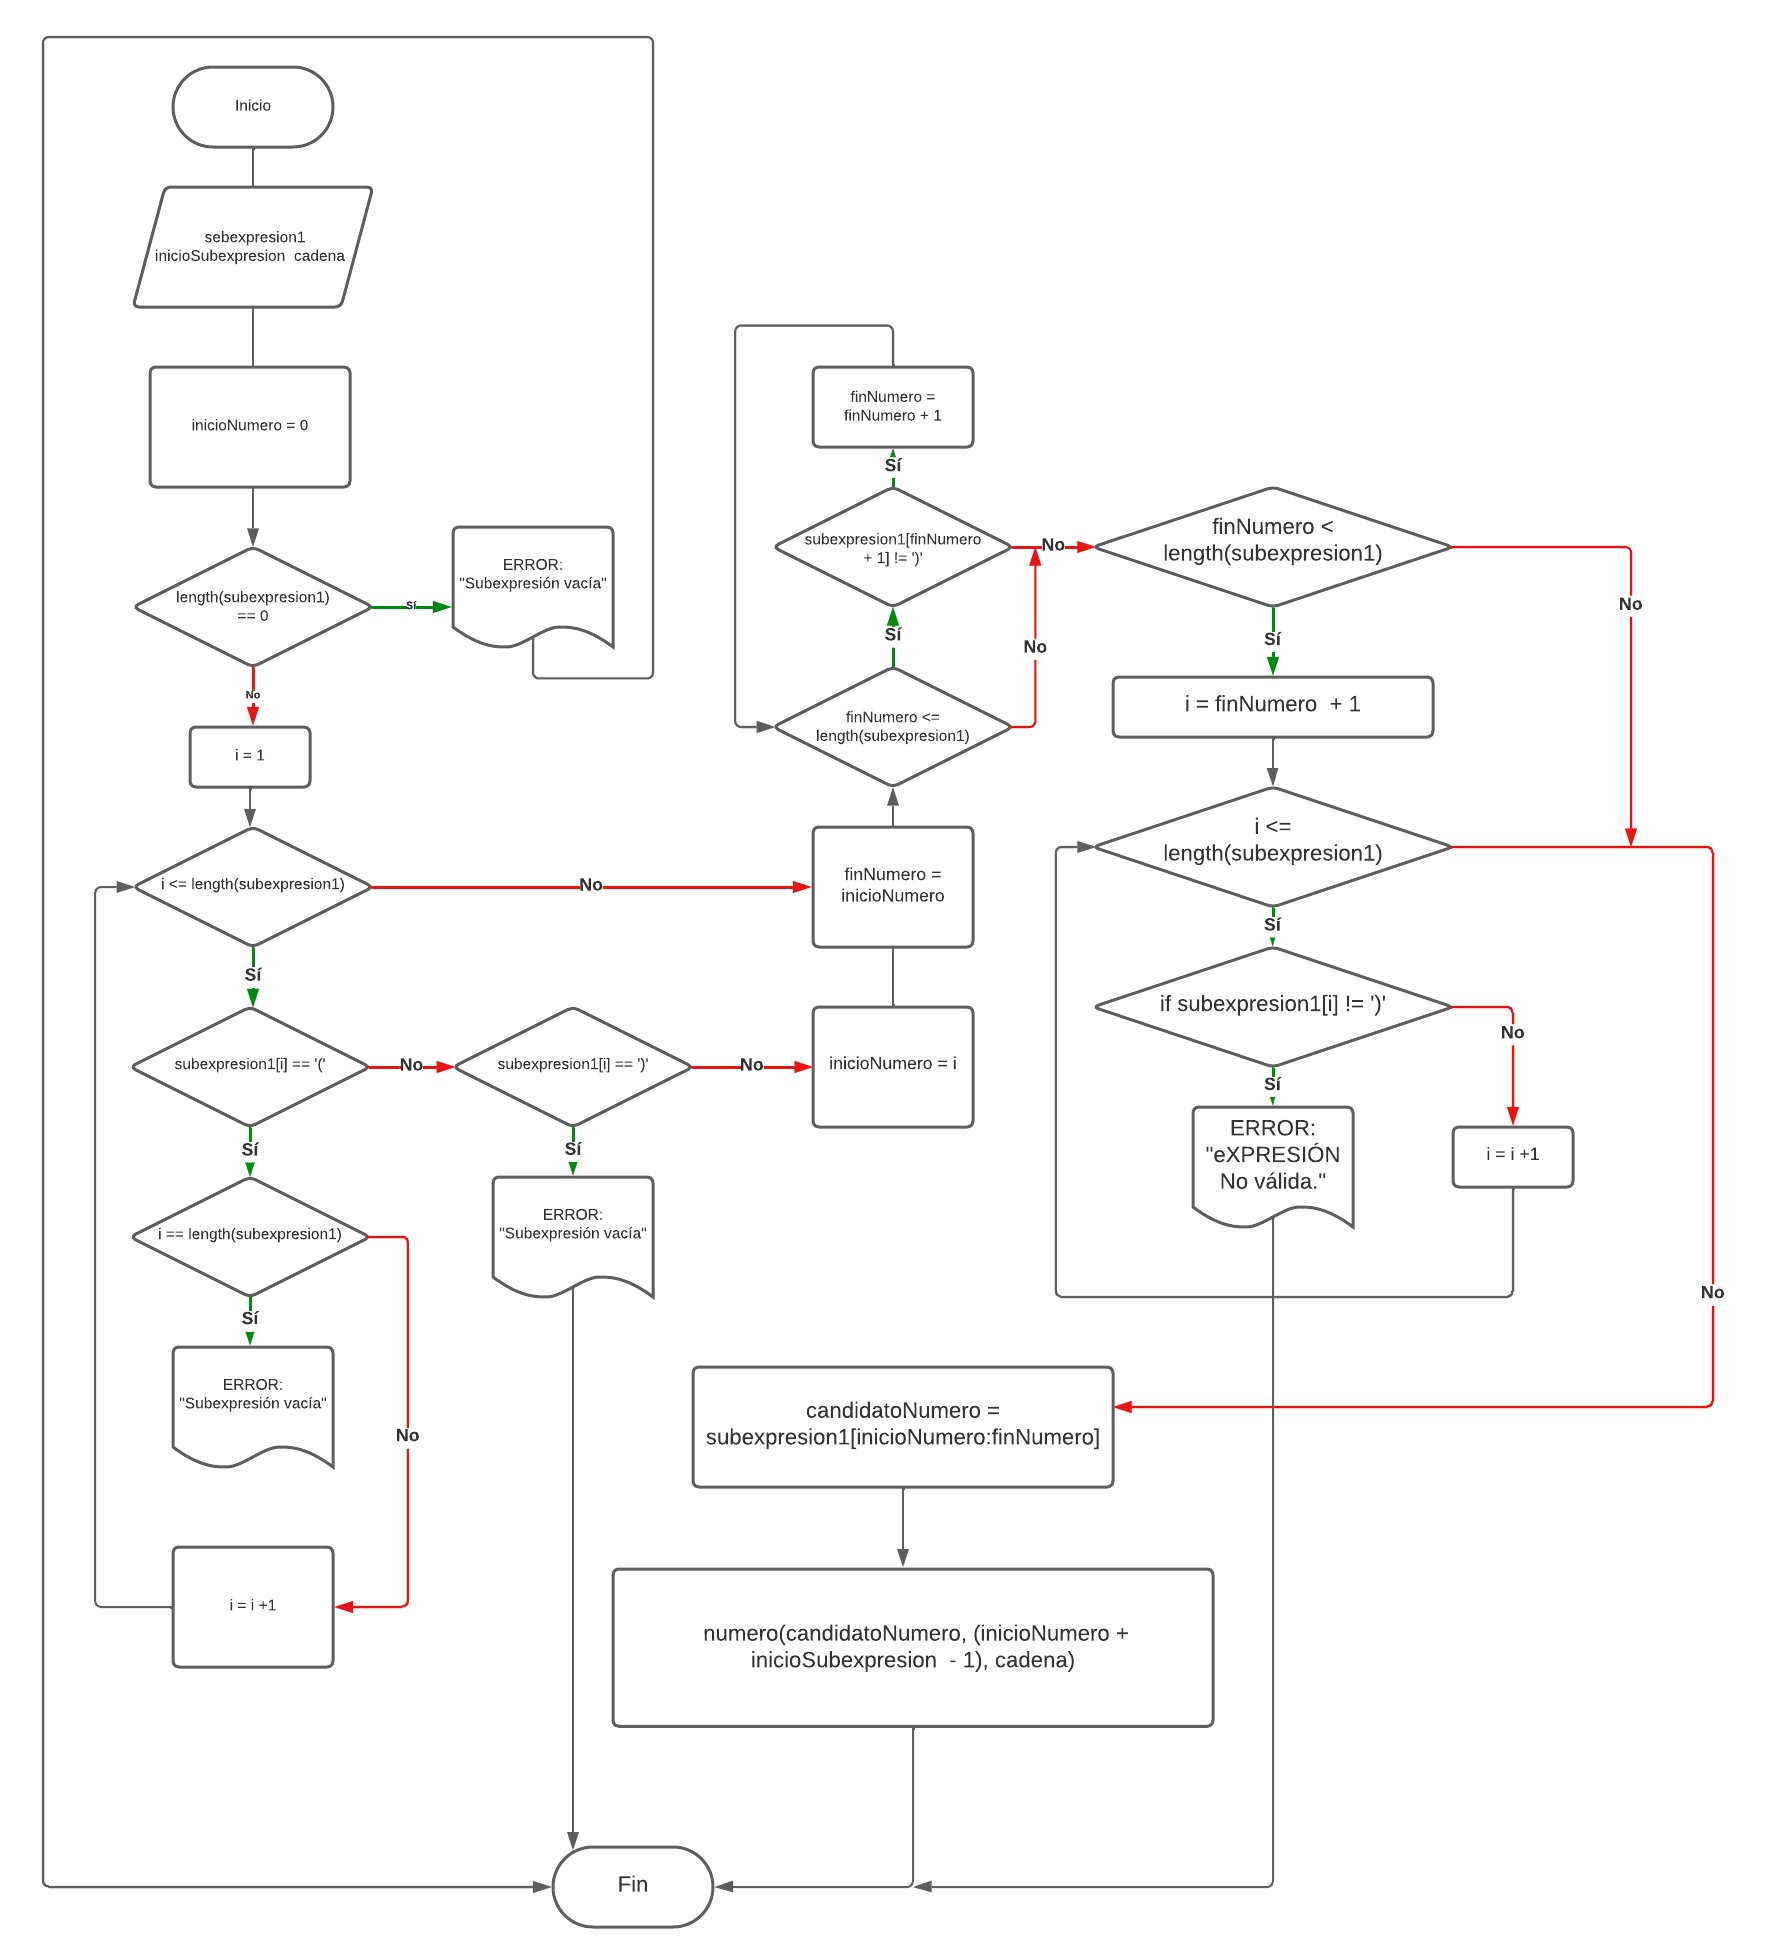 Inicio
sebexpresion1
inicioSubexpresion  cadena
inicioNumero = 0
length(subexpresion1)
== 0
Sí
ERROR:
"Subexpresión vacía"
No
i = 1
i <= length(subexpresion1)
No
Sí
subexpresion1[i] == '('
No
subexpresion1[i] == ')'
No
inicioNumero = i
Sí
Sí
i == length(subexpresion1)
ERROR:
"Subexpresión vacía"
Sí
ERROR:
"Subexpresión vacía"
No
i = i +1
finNumero =
finNumero + 1
Sí
subexpresion1[finNumero
+ 1] != ')'
No
Sí
No
finNumero <=
length(subexpresion1)
finNumero =
inicioNumero
finNumero <
length(subexpresion1)
No
Sí
i = finNumero  + 1
i <=
length(subexpresion1)
Sí
if subexpresion1[i] != ')'
No
Sí
ERROR:
"eXPRESIÓN
No válida."
i = i +1
No
candidatoNumero =
subexpresion1[inicioNumero:finNumero]
numero(candidatoNumero, (inicioNumero +
inicioSubexpresion  - 1), cadena)
Fin